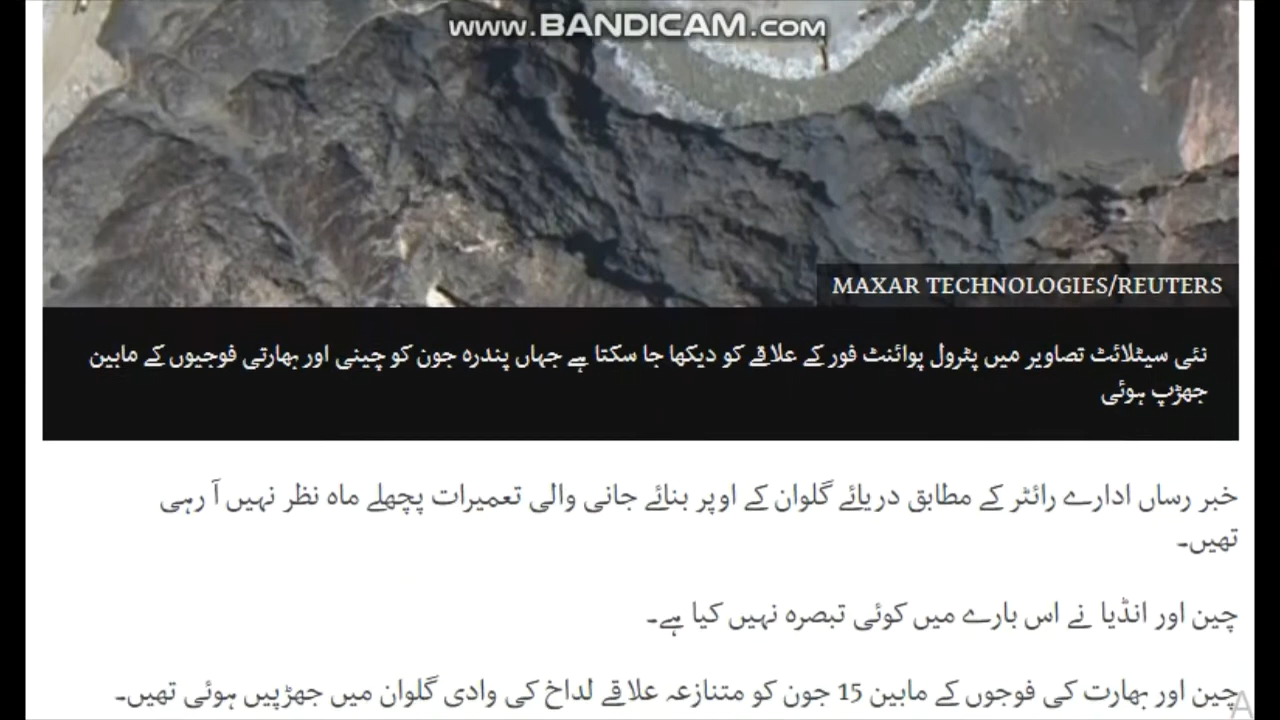 www.BANDICAM.com
MAXAR TECHNOLOGIES/REUTERS
نئی سیٹلائٹ تصاویر میں پٹرول پوائنٹ فور کے علاقے کو دیکھا جا سکتا ہے جہاں پندرہ جون کو چینی اور بھارتی فوجیوں کے مابین
جھڑپ ہوئی
خبر رساں ادارے رائٹر کے مطابق دریائے گلوان کے اوپر بنائے جانی والی تعمیرات پچھلے ماہ نظر نہیں آ رہی
تھیں۔
چین اور انڈیا نے اس بارے میں کوئی تبصرہ نہیں کیا ہے۔
چین اور بھارت کی فوجوں کے مابین 15 جون کو متنازعہ علاقے لداخ کی وادی گلوان میں جھڑپیں ہوئی تھیں۔
A